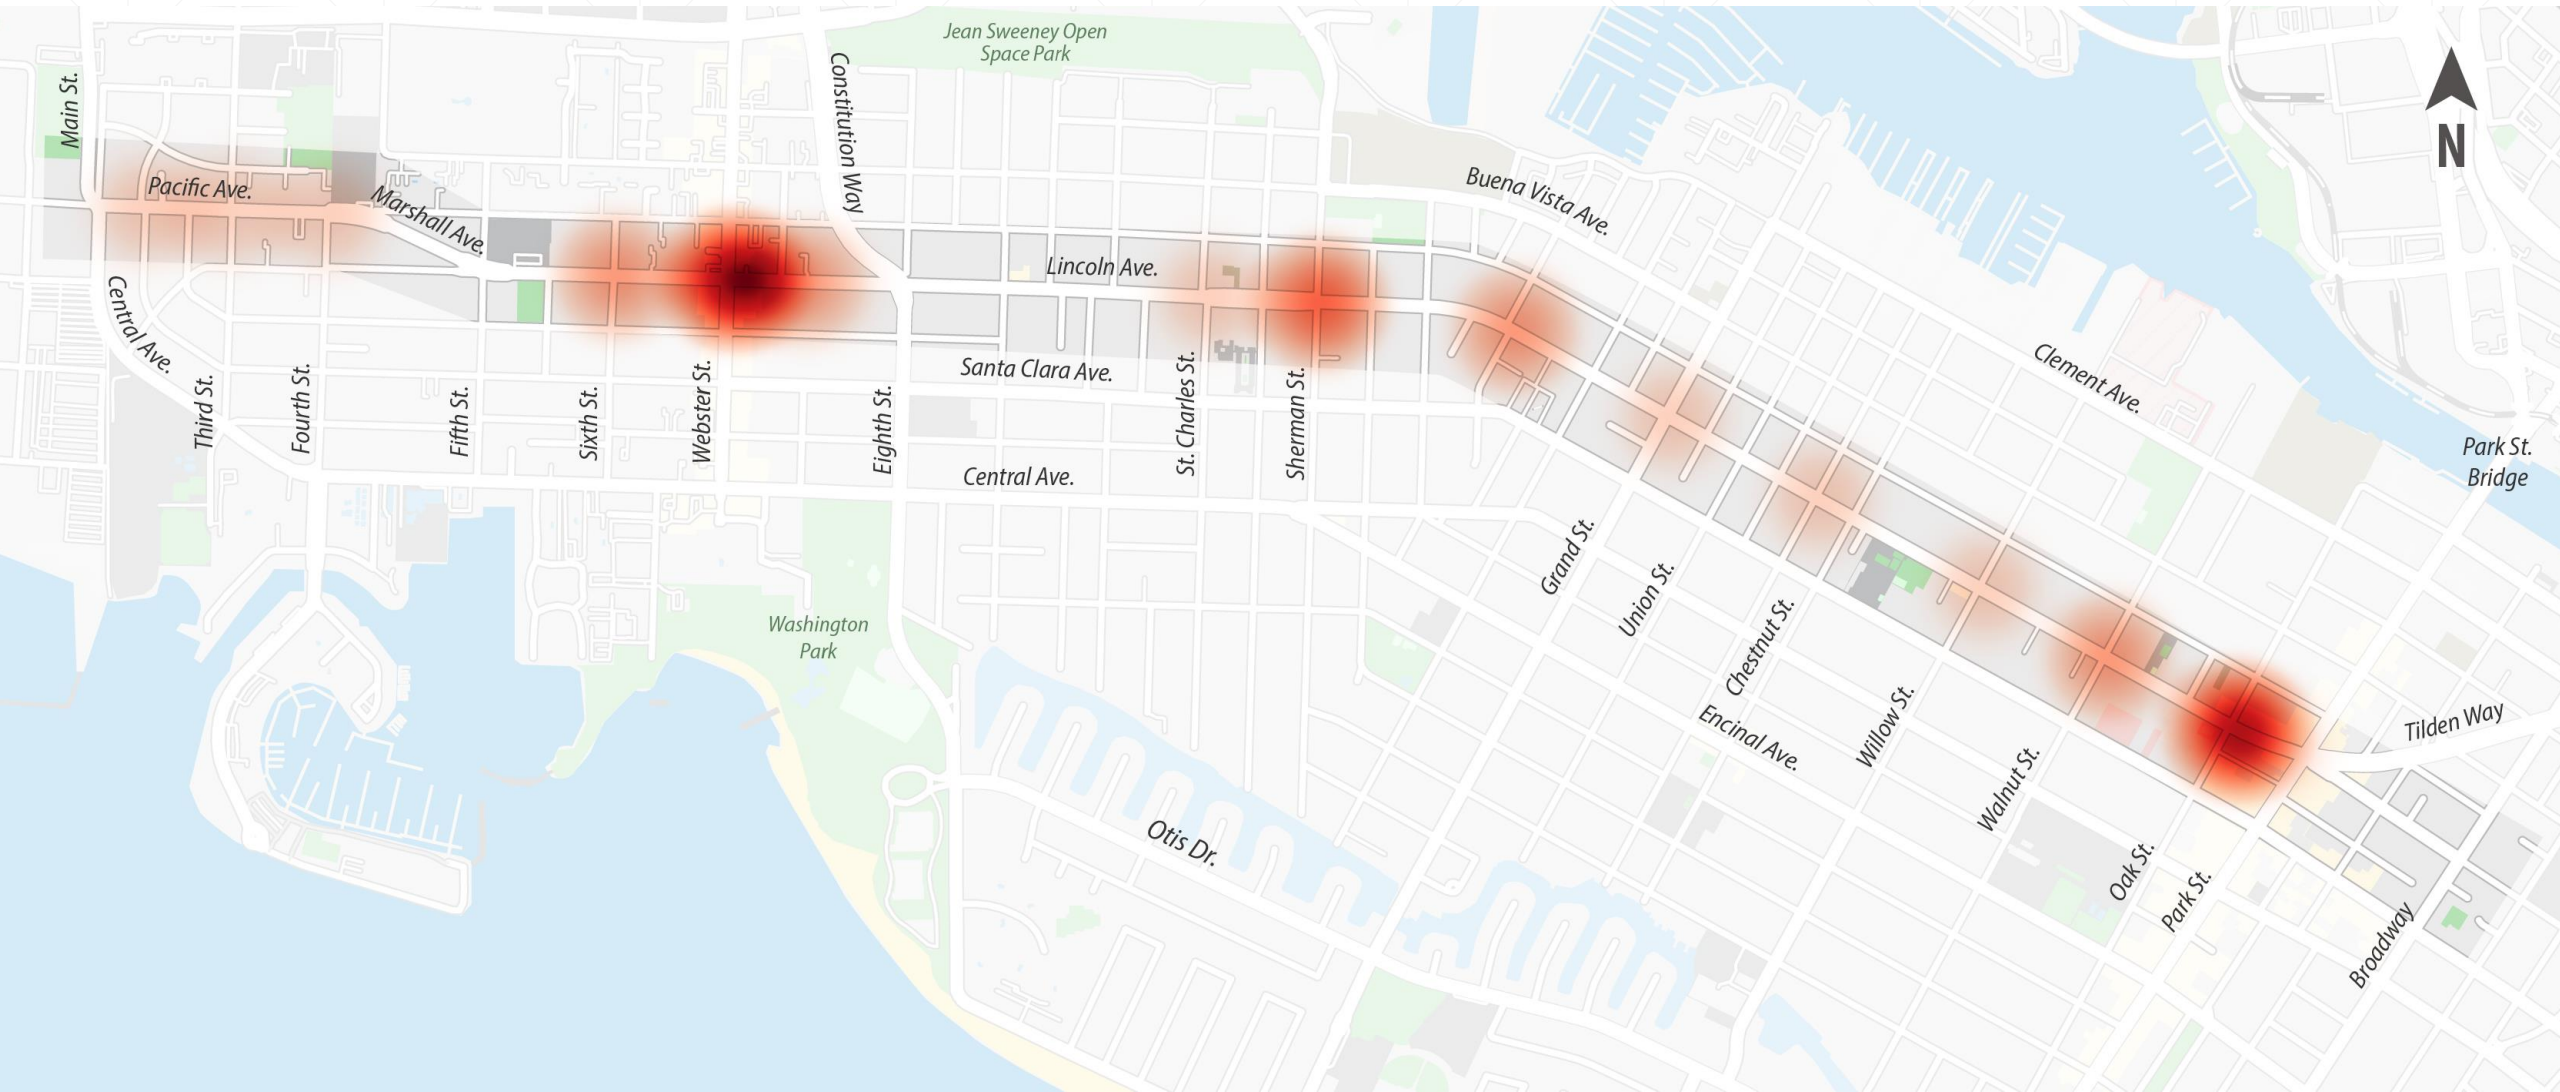 Jean Sweeney Open
Space Park
Main St.
Constitution Way
N
Pacific Ave.
Marshall Ave.
Buena Vista Ave.
Lincoln Ave.
Central Ave.
Santa Clara Ave.
Clement Ave.
Third St.
Fourth St.
Fifth St.
Sixth St.
Webster St.
Eighth St.
St. Charles St.
Sherman St.
Central Ave.
Park St.
Bridge
Grand St.
Union St.
Chestnut St.
Washington
Park
Encinal Ave.
Willow St.
Tilden Way
Walnut St.
Otis Dr.
Oak St.
Park St.
Broadway